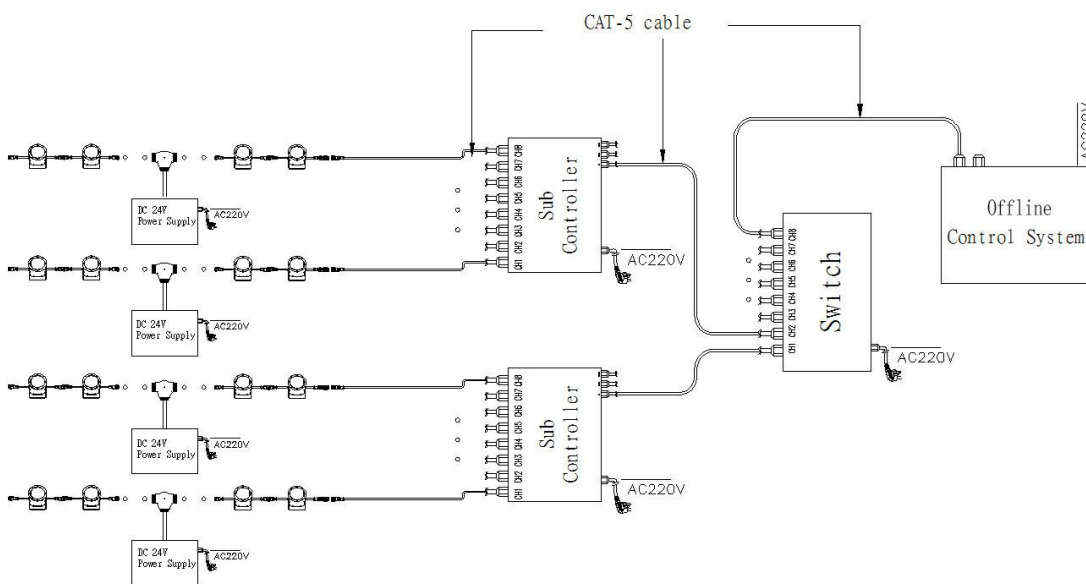 CAT-5 cable
AC220V
Offline
Control System
CH8
CH7
CH6
CH5
CH4
CH3
CH2
CH1
Sub
Controller
AC220V
DC 24V
Power Supply
AC220V
DC 24V
Power Supply
AC220V
CH8
CH7
CH6
CH5
CH4
CH3
CH2
CH1
Switch
AC220V
CH8
CH7
CH6
CH5
CH4
CH3
CH2
CH1
Sub
Controller
AC220V
DC 24V
Power Supply
AC220V
DC 24V
Power Supply
AC220V